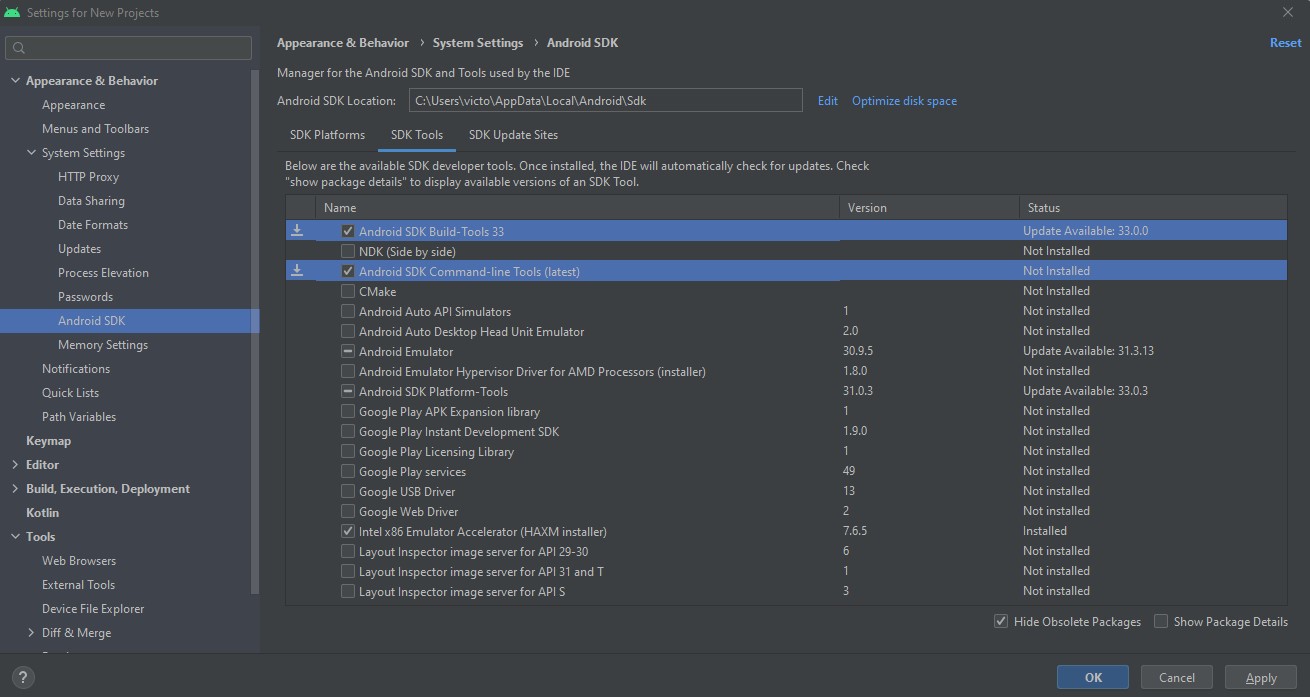 Settings for New Projects
Appearance & Behavior
Appearance
Menus and Toolbars
System Settings
HTTP Proxy
Data Sharing
Date Formats
Updates
Process Elevation
Passwords
Android SDK
Memory Settings
Notifications
Quick Lists
Path Variables
Keymap
Editor
Build, Execution, Deployment
Kotlin
Tools
Web Browsers
External Tools
Device File Explorer
Diff & Merge
Appearance & Behavior › System Settings › Android SDK
Reset
Manager for the Android SDK and Tools used by the IDE
Android SDK Location: C:\Users\victo\AppData\Local\Android\Sdk Edit Optimize disk space
SDK Platforms SDK Tools SDK Update Sites
Below are the available SDK developer tools. Once installed, the IDE will automatically check for updates. Check
"show package details" to display available versions of an SDK Tool.
Name Version Status
Android SDK Build-Tools 33 Update Available: 33.0.0
NDK (Side by side) Not Installed
Android SDK Command-line Tools (latest) Not Installed
CMake Not Installed
Android Auto API Simulators 1 Not installed
Android Auto Desktop Head Unit Emulator 2.0 Not installed
Android Emulator 30.9.5 Update Available: 31.3.13
Android Emulator Hypervisor Driver for AMD Processors (installer) 1.8.0 Not installed
Android SDK Platform-Tools 31.0.3 Update Available: 33.0.3
Google Play APK Expansion library 1 Not installed
Google Play Instant Development SDK 1.9.0 Not installed
Google Play Licensing Library 1 Not installed
Google Play services 49 Not installed
Google USB Driver 13 Not installed
Google Web Driver 2 Not installed
Intel x86 Emulator Accelerator (HAXM installer) 7.6.5 Installed
Layout Inspector image server for API 29-30 6 Not installed
Layout Inspector image server for API 31 and T 1 Not installed
Layout Inspector image server for API S 3 Not installed
Hide Obsolete Packages Show Package Details
? OK Cancel Apply